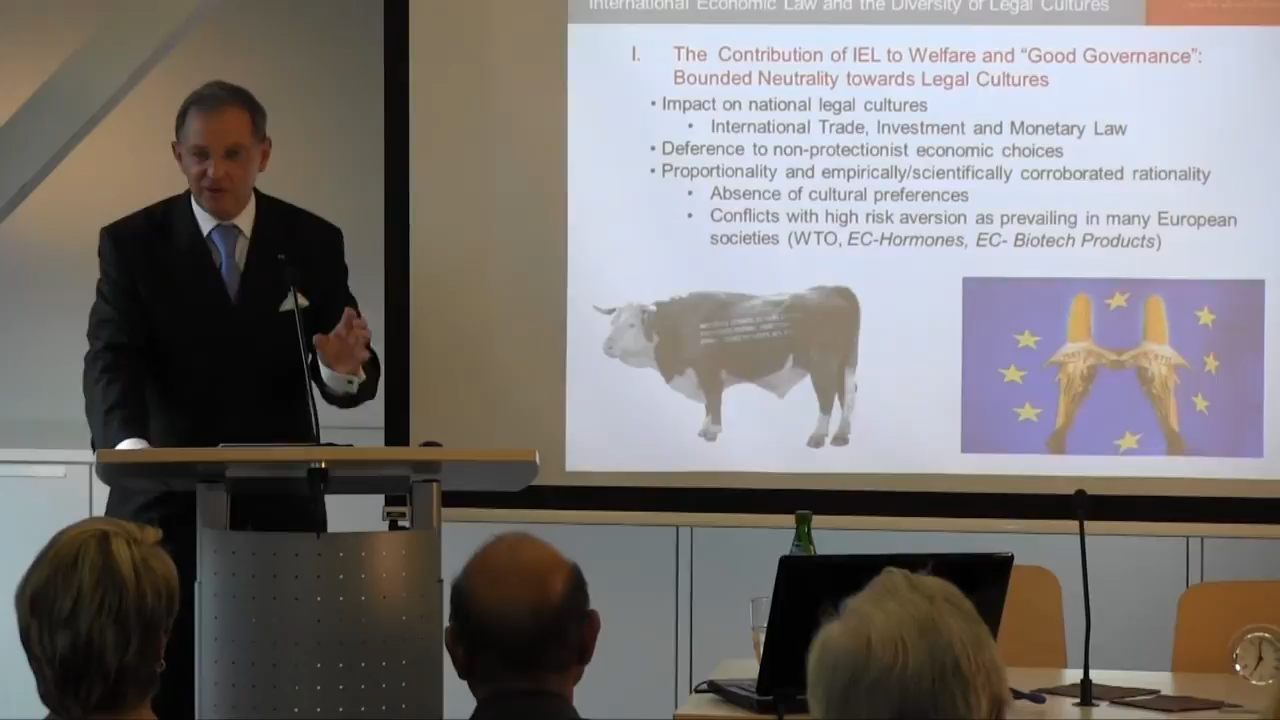 International Economic Law and the Diversity of Legal Cultures
I. The Contribution of IEL to Welfare and “Good Governance”:
Bounded Neutrality towards Legal Cultures
• Impact on national legal cultures
• International Trade, Investment and Monetary Law
• Deference to non-protectionist economic choices
• Proportionality and empirically/scientifically corroborated rationality
• Absence of cultural preferences
• Conflicts with high risk aversion as prevailing in many European
societies (WTO, EC-Hormones, EC- Biotech Products)